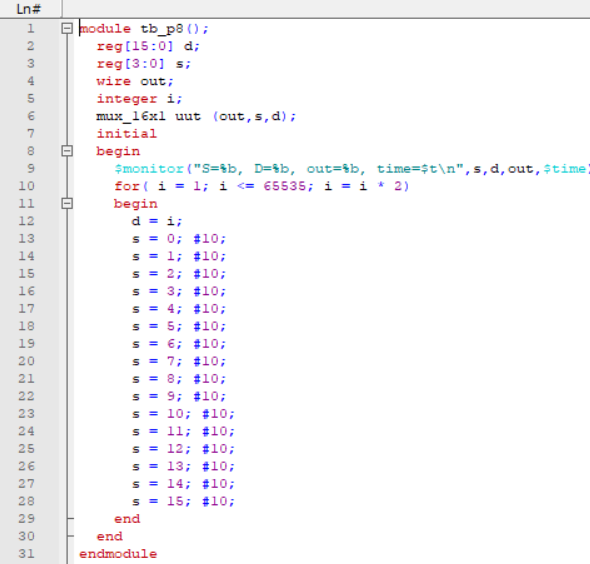 Ln#
1 module tb_p8();
2 reg[15:0] d;
3 reg[3:0] s;
4 wire out;
5 integer i;
6 mux_16x1 uut (out,s,d);
7 initial
8 begin
9 $monitor("S=%b, D=%b, out=%b, time=$t\n",s,d,out,$time)
10 for( i = 1; i <= 65535; i = i * 2)
11 begin
12 d = i;
13 s = 0; #10;
14 s = 1; #10;
15 s = 2; #10;
16 s = 3; #10;
17 s = 4; #10;
18 s = 5; #10;
19 s = 6; #10;
20 s = 7; #10;
21 s = 8; #10;
22 s = 9; #10;
23 s = 10; #10;
24 s = 11; #10;
25 s = 12; #10;
26 s = 13; #10;
27 s = 14; #10;
28 s = 15; #10;
29 end
30 end
31 endmodule